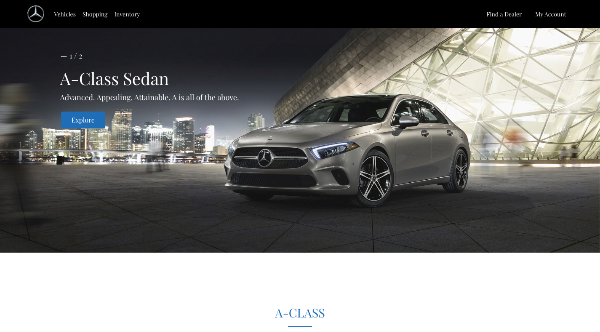 Vehicles Shopping Inventory Find a Dealer My Account
— 1 / 2
A-Class Sedan
Advanced. Appealing. Attainable. A is all of the above.
Explore
A-CLASS